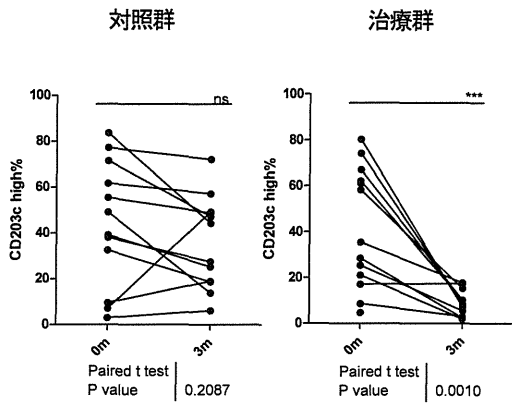 対照群
治療群
100
80
60
40
20
0
CD203c high%
ns
0m
3m
Paired t test
P value
0.2087
100
80
60
40
20
0
CD203c high%
***
0m
3m
Paired t test
P value
0.0010